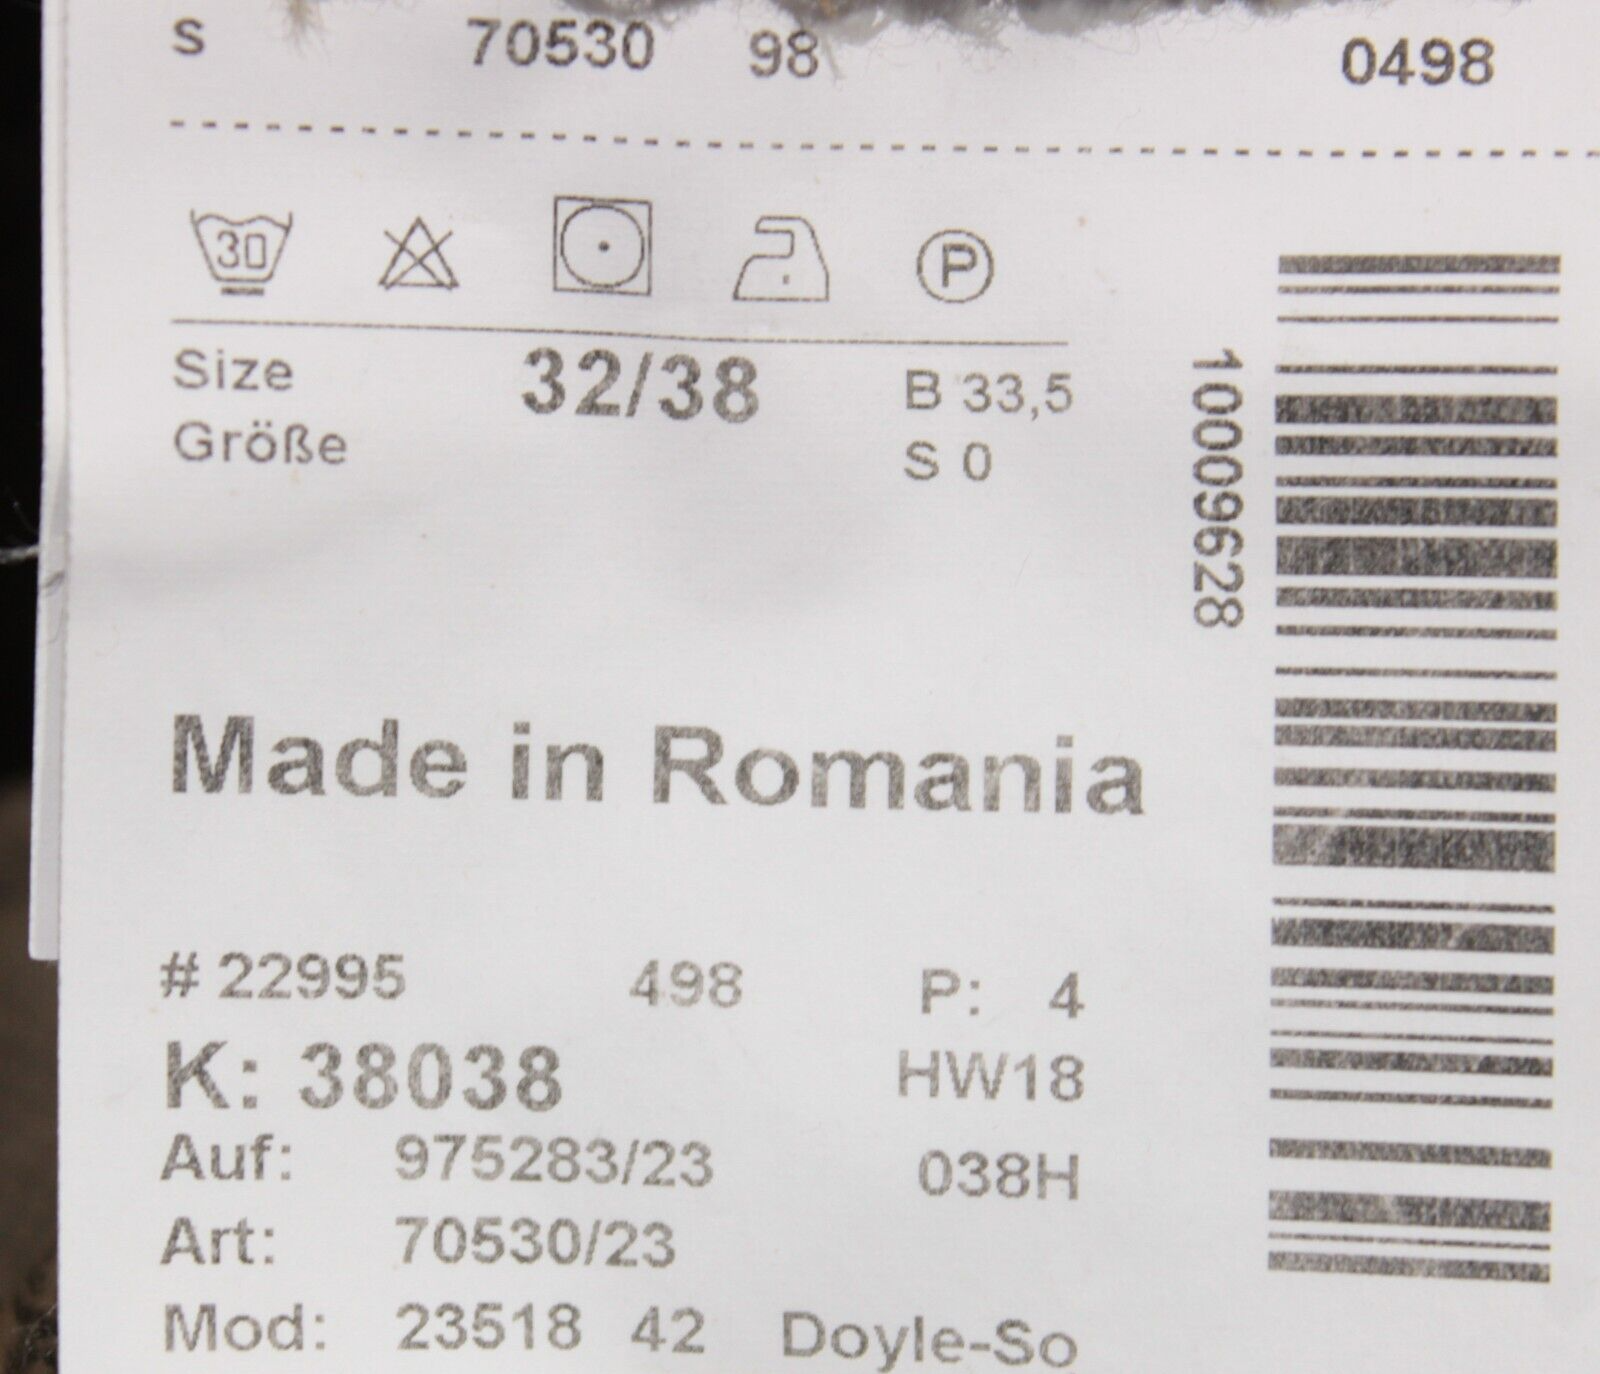 S 70530 98 0498
30
P
Size 32/38 B 33,5
Größe S 0
10009628
Made in Romania
# 22995 498 P: 4
K: 38038 HW18
Auf: 975283/23 038H
Art: 70530/23
Mod: 23518 42 Doyle-So